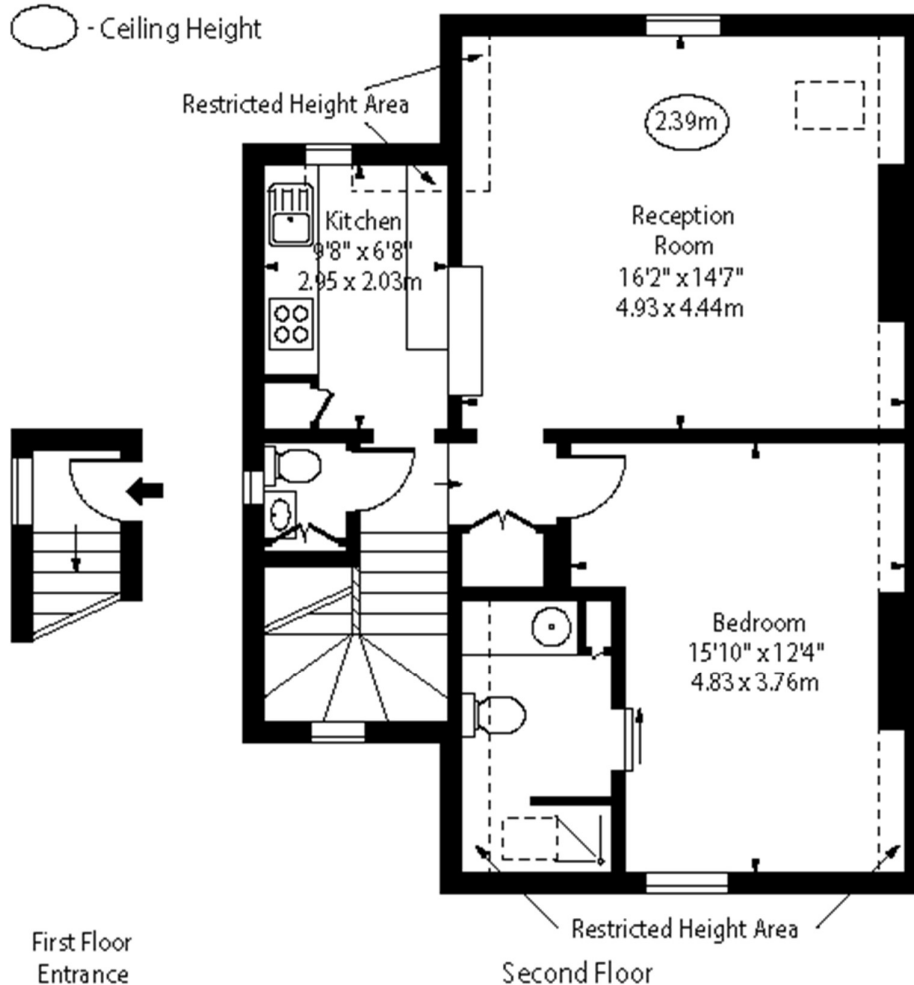 - Ceiling Height
Restricted Height Area
2.39m
Kitchen
9'8" x 6'8"
2.95 x 2.03m
Reception
Room
16'2" x 14'7"
4.93 x 4.44m
Bedroom
15'10" x 12'4"
4.83 x 3.76m
Restricted Height Area
First Floor
Entrance
Second Floor